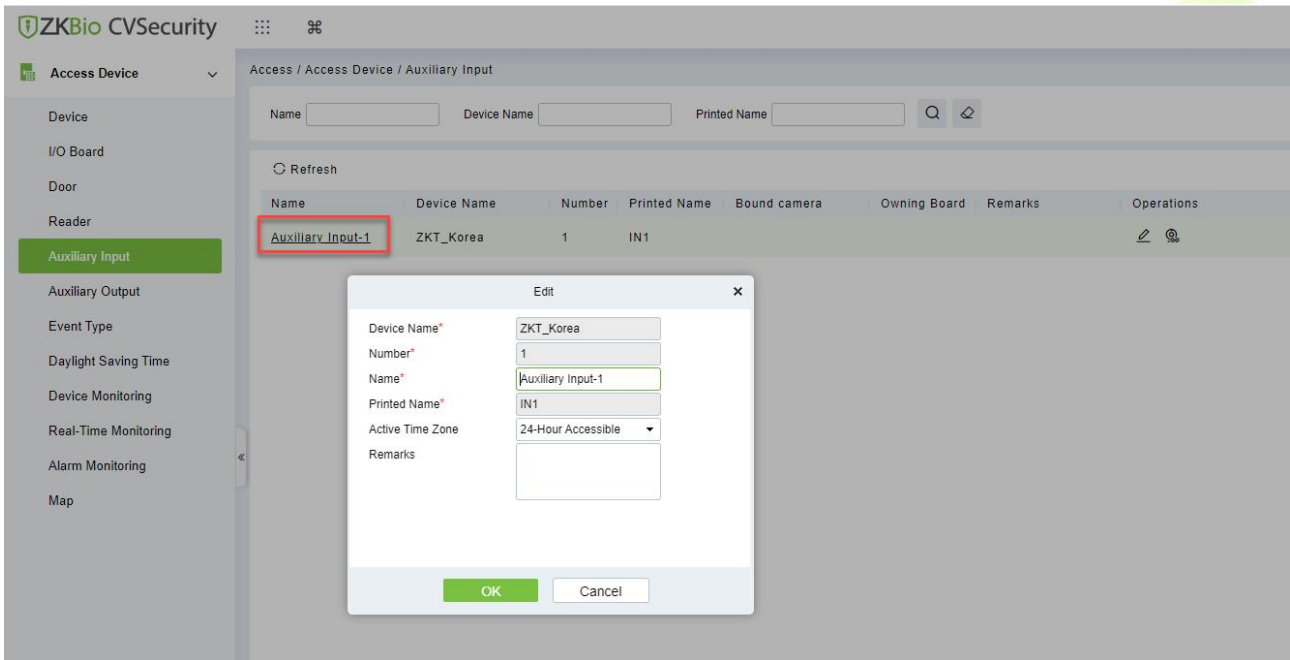 ZKBio CVSecurity
Access Device
Access / Access Device / Auxiliary Input
Device
I/O Board
Door
Reader
Auxiliary Input
Auxiliary Output
Event Type
Daylight Saving Time
Device Monitoring
Real-Time Monitoring
Alarm Monitoring
Map
Name Device Name Printed Name
Refresh
Name Device Name Number Printed Name Bound camera Owning Board Remarks Operations
Auxiliary Input-1 ZKT_Korea 1 IN1
Edit
Device Name* ZKT_Korea
Number* 1
Name* Auxiliary Input-1
Printed Name* IN1
Active Time Zone 24-Hour Accessible
Remarks
OK Cancel